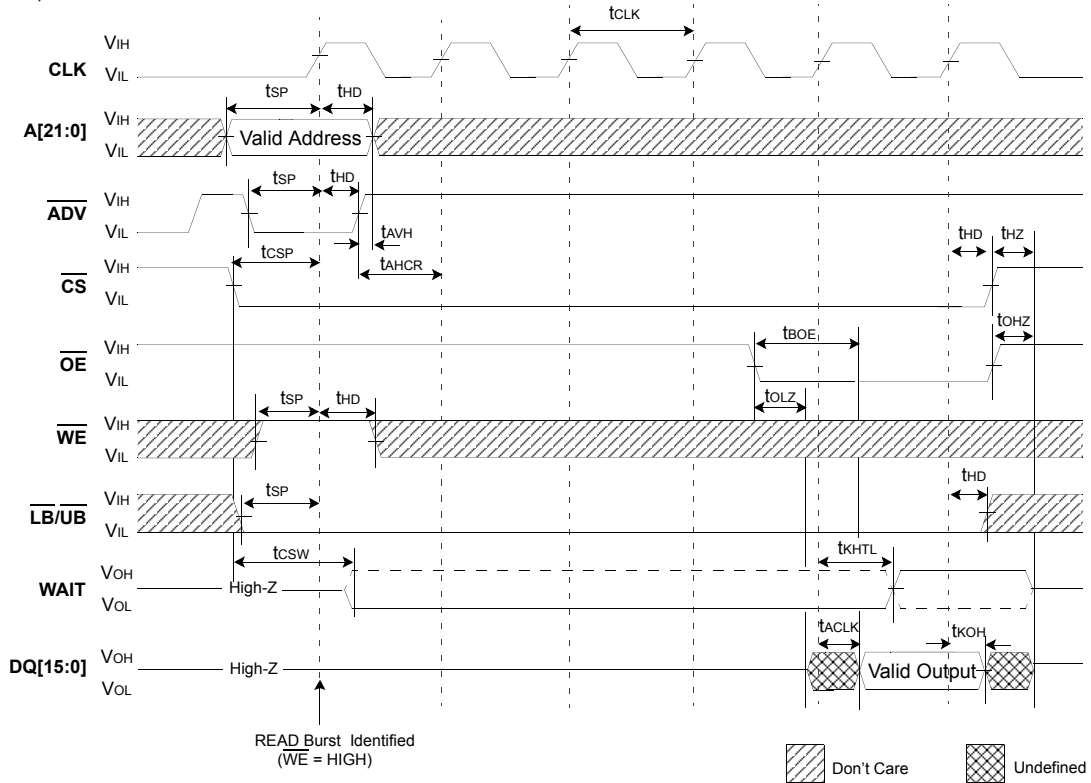 tCLK
VIH
CLK
VIL
tSP tHD
VIH
A[21:0] Valid Address
VIL
tSP tHD
VIH
ADV
VIL
tAVH
tHD tHZ
tCSP
tAHCR
VIH
CS
VIL
tOHZ
tBOE
VIH
OE
VIL
tOLZ
tSP tHD
VIH
WE
VIL
tHD
tSP
VIH
LB/UB
VIL
tCSW tKHTL
VOH
WAIT High-Z
VOL
tACLK tKOH
VOH
DQ[15:0] High-Z Valid Output
VOL
READ Burst Identified
(WE = HIGH)
Don't Care Undefined